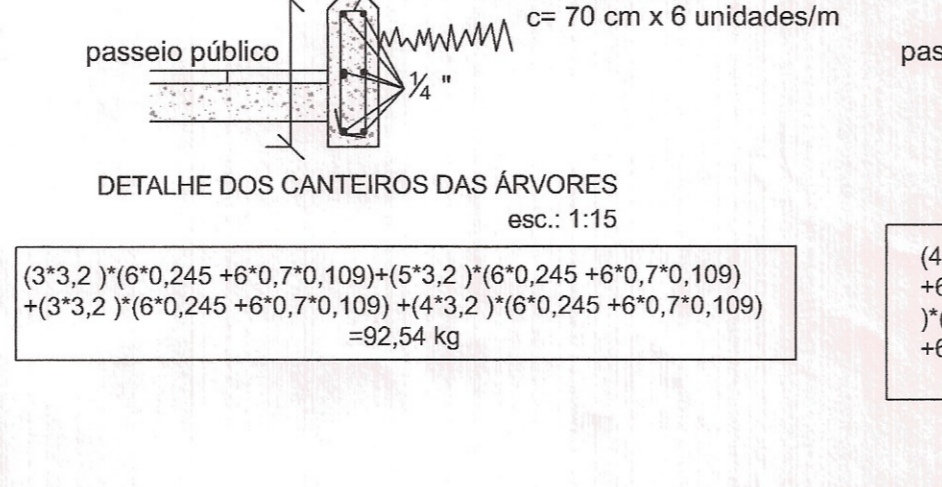 c= 70 cm x 6 unidades/m
passeio público
1/4 "
DETALHE DOS CANTEIROS DAS ÁRVORES
esc.: 1:15
(3*3,2 )*(6*0,245 +6*0,7*0,109)+(5*3,2 )*(6*0,245 +6*0,7*0,109)
+(3*3,2 )*(6*0,245 +6*0,7*0,109) +(4*3,2 )*(6*0,245 +6*0,7*0,109)
=92,54 kg
pas
(4
+6
)*(
+6